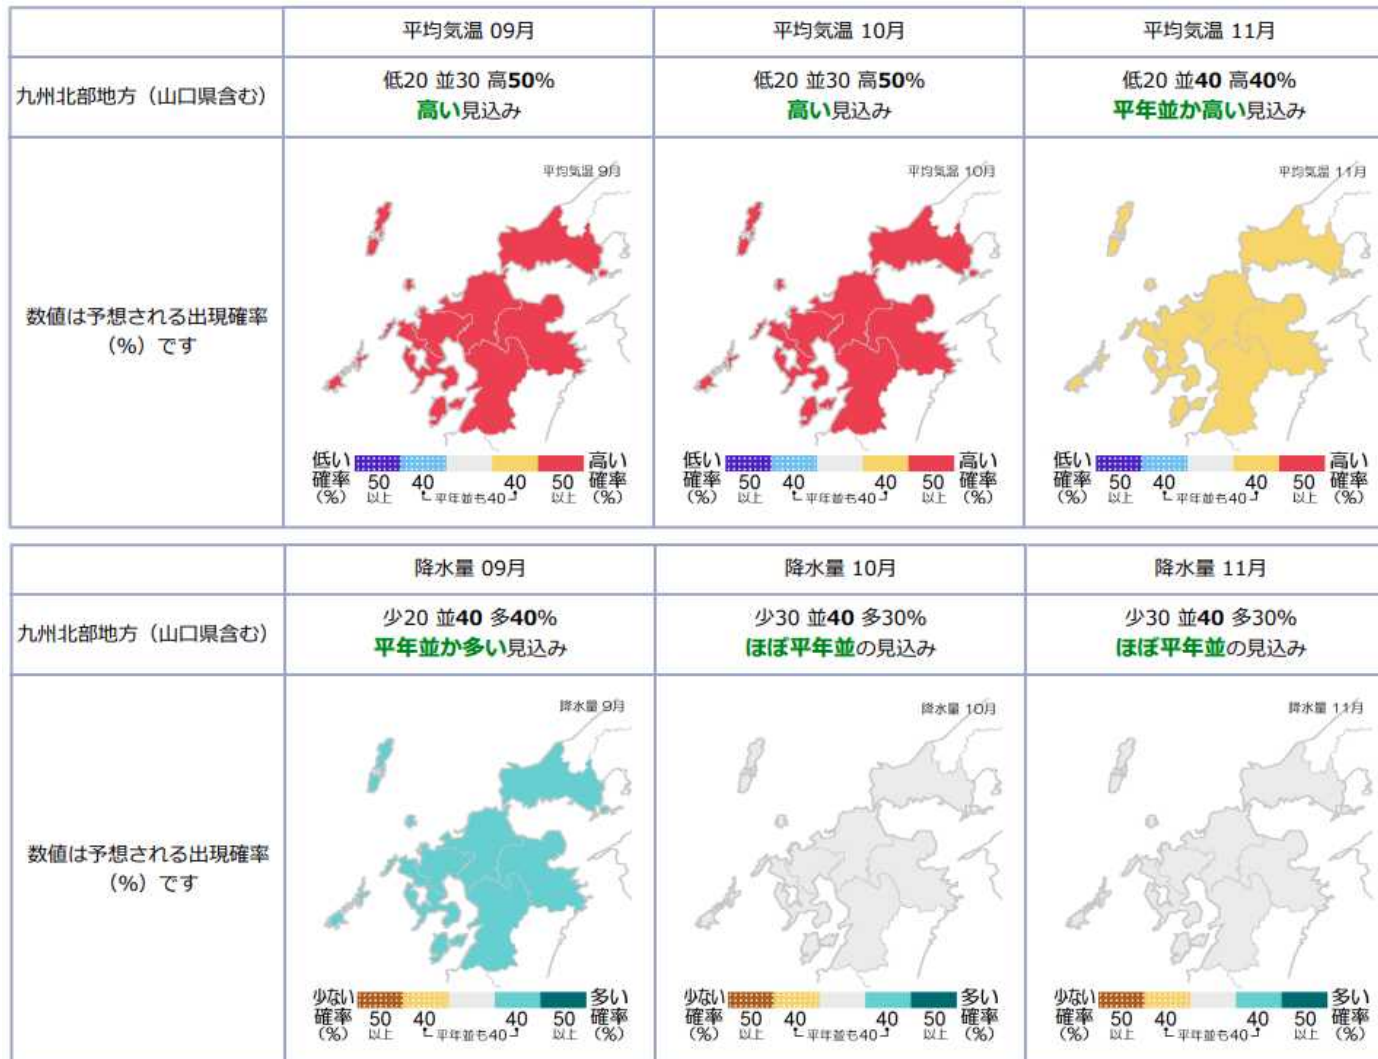 平均気温 09月
平均気温 10月
平均気温 11月
九州北部地方（山口県含む）
低20 並30 高50%
高い見込み
低20 並30 高50%
高い見込み
低20 並40 高40%
平年並か高い見込み
数値は予想される出現確率
（%）です
平均気温 9月
低い
確率
(%)
50
以上
40
平年並も40
40
50
以上
高い
確率
(%)
平均気温 10月
低い
確率
(%)
50
以上
40
平年並も40
40
50
以上
高い
確率
(%)
平均気温 11月
低い
確率
(%)
50
以上
40
平年並も40
40
50
以上
高い
確率
(%)
降水量 09月
降水量 10月
降水量 11月
九州北部地方（山口県含む）
少20 並40 多40%
平年並か多い見込み
少30 並40 多30%
ほぼ平年並の見込み
少30 並40 多30%
ほぼ平年並の見込み
数値は予想される出現確率
（%）です
降水量 9月
少ない
確率
(%)
50
以上
40
平年並も40
40
50
以上
多い
確率
(%)
降水量 10月
少ない
確率
(%)
50
以上
40
平年並も40
40
50
以上
多い
確率
(%)
降水量 11月
少ない
確率
(%)
50
以上
40
平年並も40
40
50
以上
多い
確率
(%)